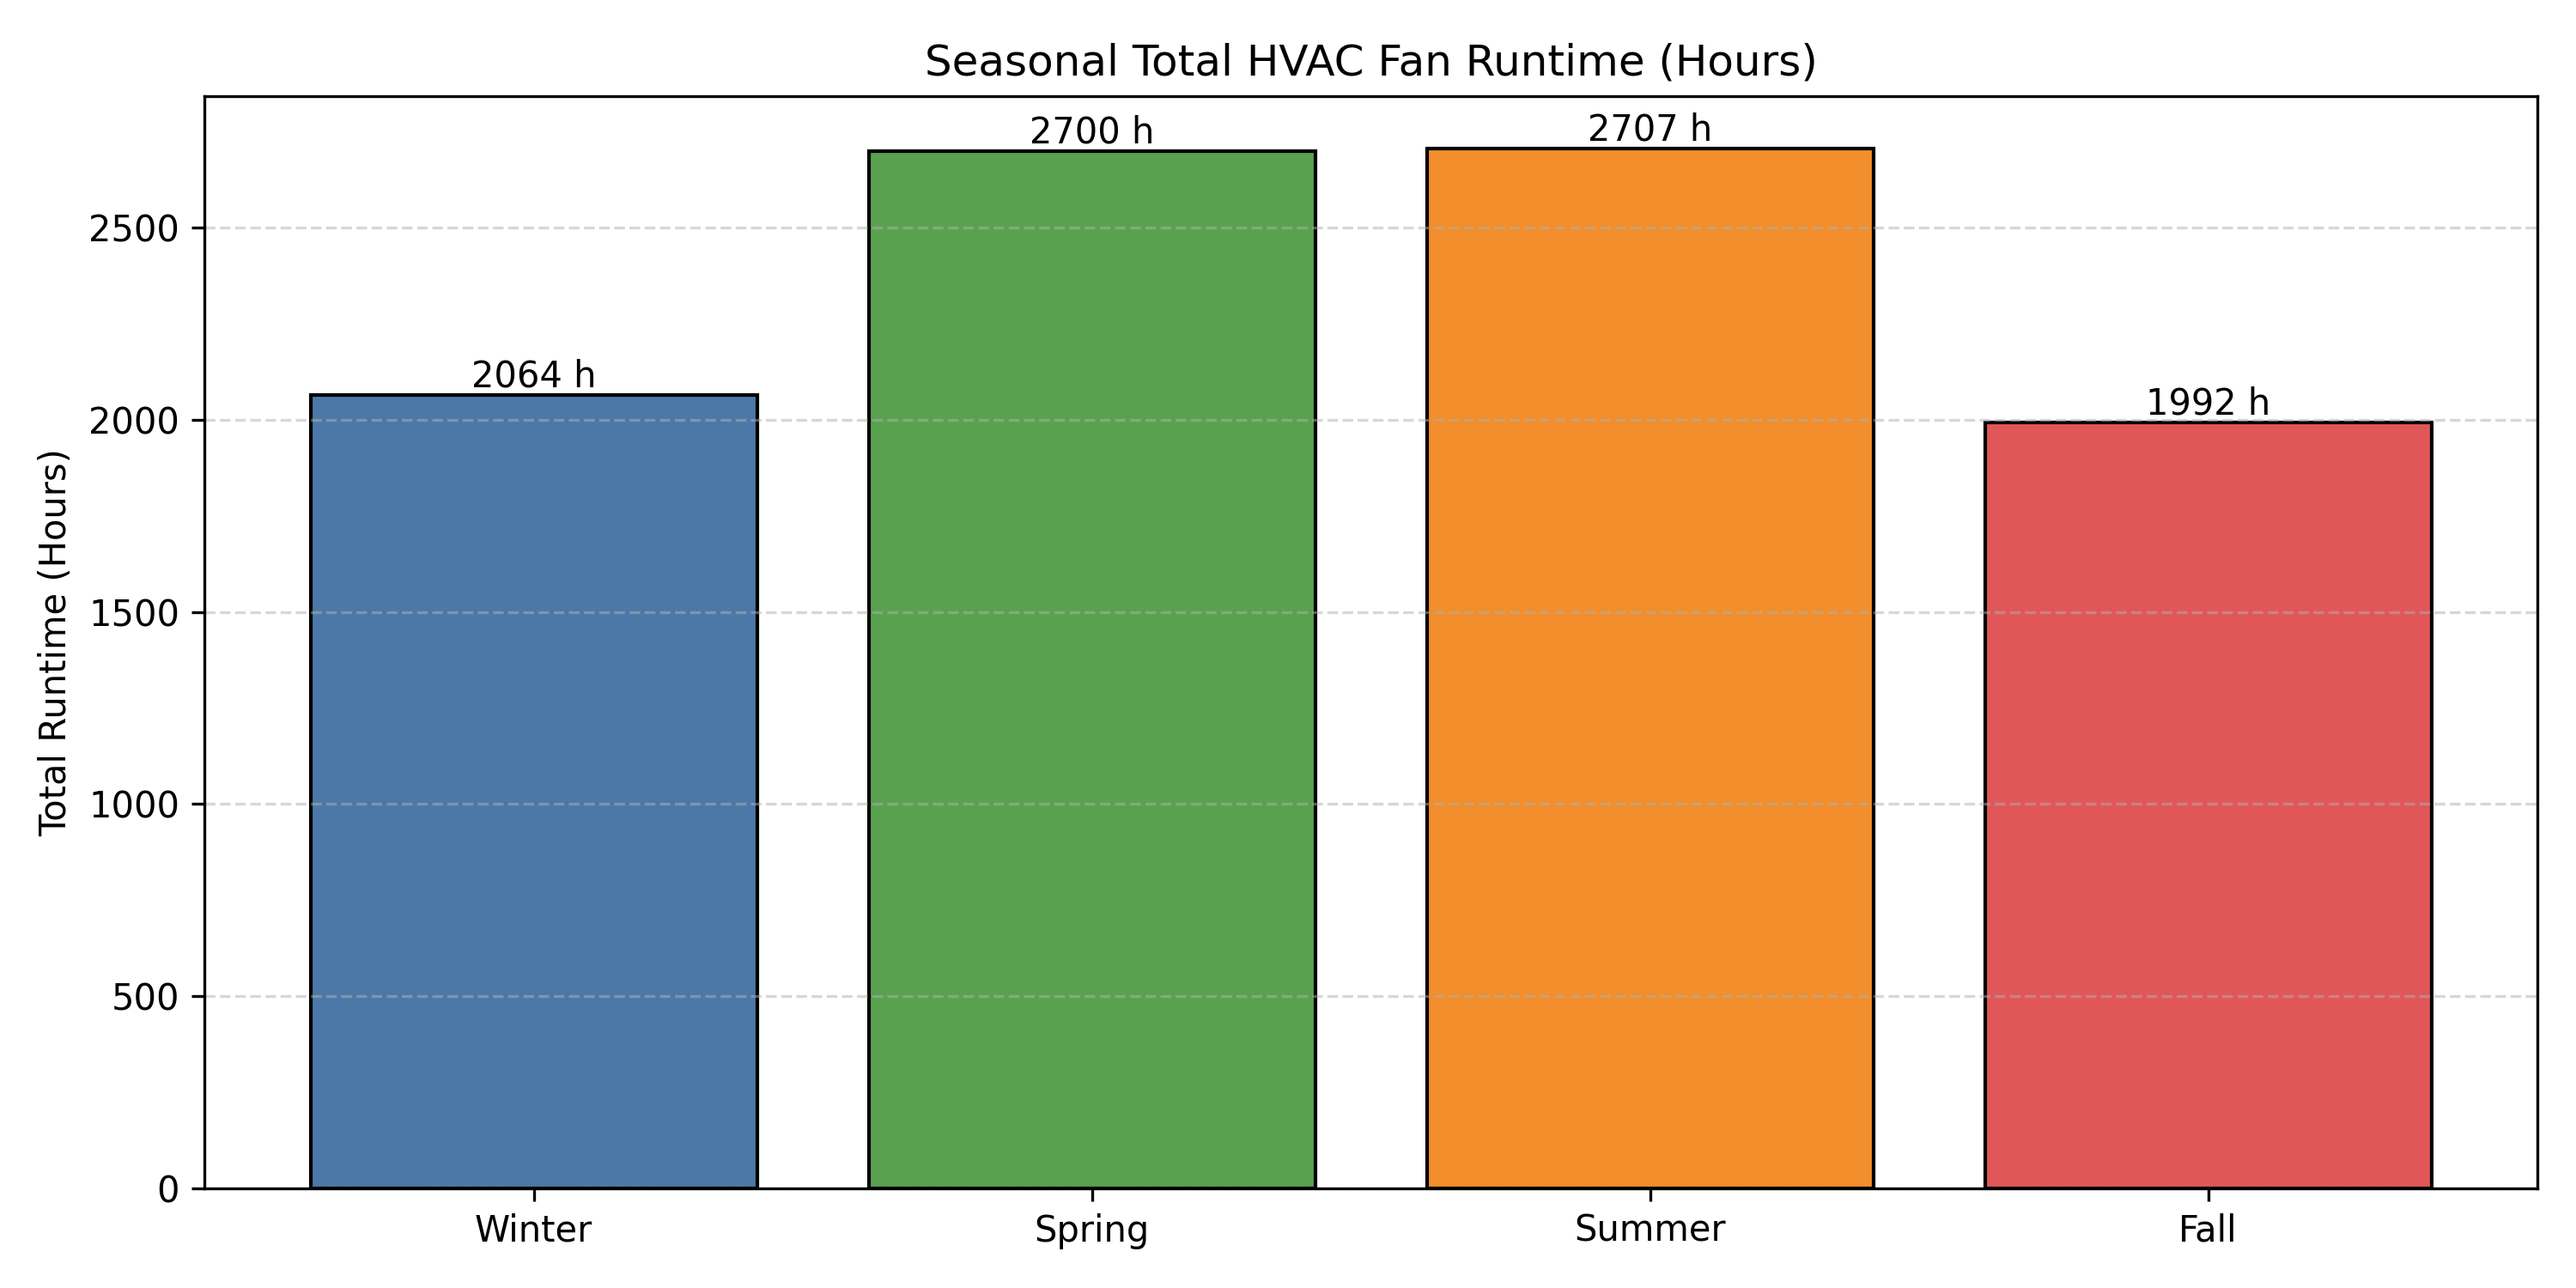 Seasonal Total HVAC Fan Runtime (Hours)
2700 h
2707 h
2064 h
1992 h
Total Runtime (Hours)
2500
2000
1500
1000
500
0
Winter
Spring
Summer
Fall